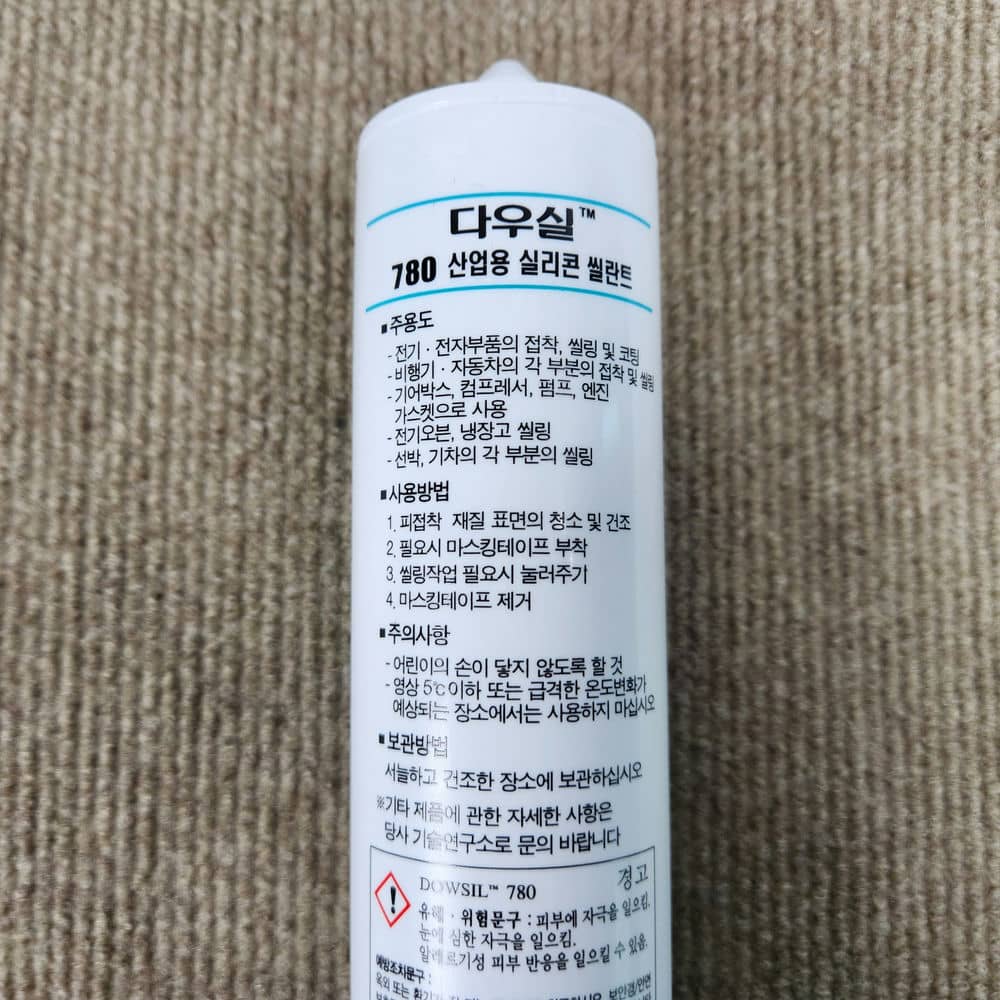 다우실™
780 산업용 실리콘 씰란트
■ 주용도
- 전기 · 전자부품의 접착, 씰링 및 코팅
- 비행기 · 자동차의 각 부분의 접착 및 씰링
- 기어박스, 컴프레서, 펌프, 엔진
가스켓으로 사용
- 전기오븐, 냉장고 씰링
- 선박, 기차의 각 부분의 씰링
■ 사용방법
1. 피접착 재질 표면의 청소 및 건조
2. 필요시 마스킹테이프 부착
3. 씰링작업 필요시 눌러주기
4. 마스킹테이프 제거
■ 주의사항
- 어린이의 손이 닿지 않도록 할 것
- 영상 5℃이하 또는 급격한 온도변화가
예상되는 장소에서는 사용하지 마십시오
■ 보관방법
서늘하고 건조한 장소에 보관하십시오
※기타 제품에 관한 자세한 사항은
당사 기술연구소로 문의 바랍니다
DOWSIL™ 780 경고
유해 · 위험문구 : 피부에 자극을 일으킴.
눈에 심한 자극을 일으킴.
알레르기성 피부 반응을 일으킬 수 있음.
예방조치문구 :
옥외 또는 환기가 보안경/안면